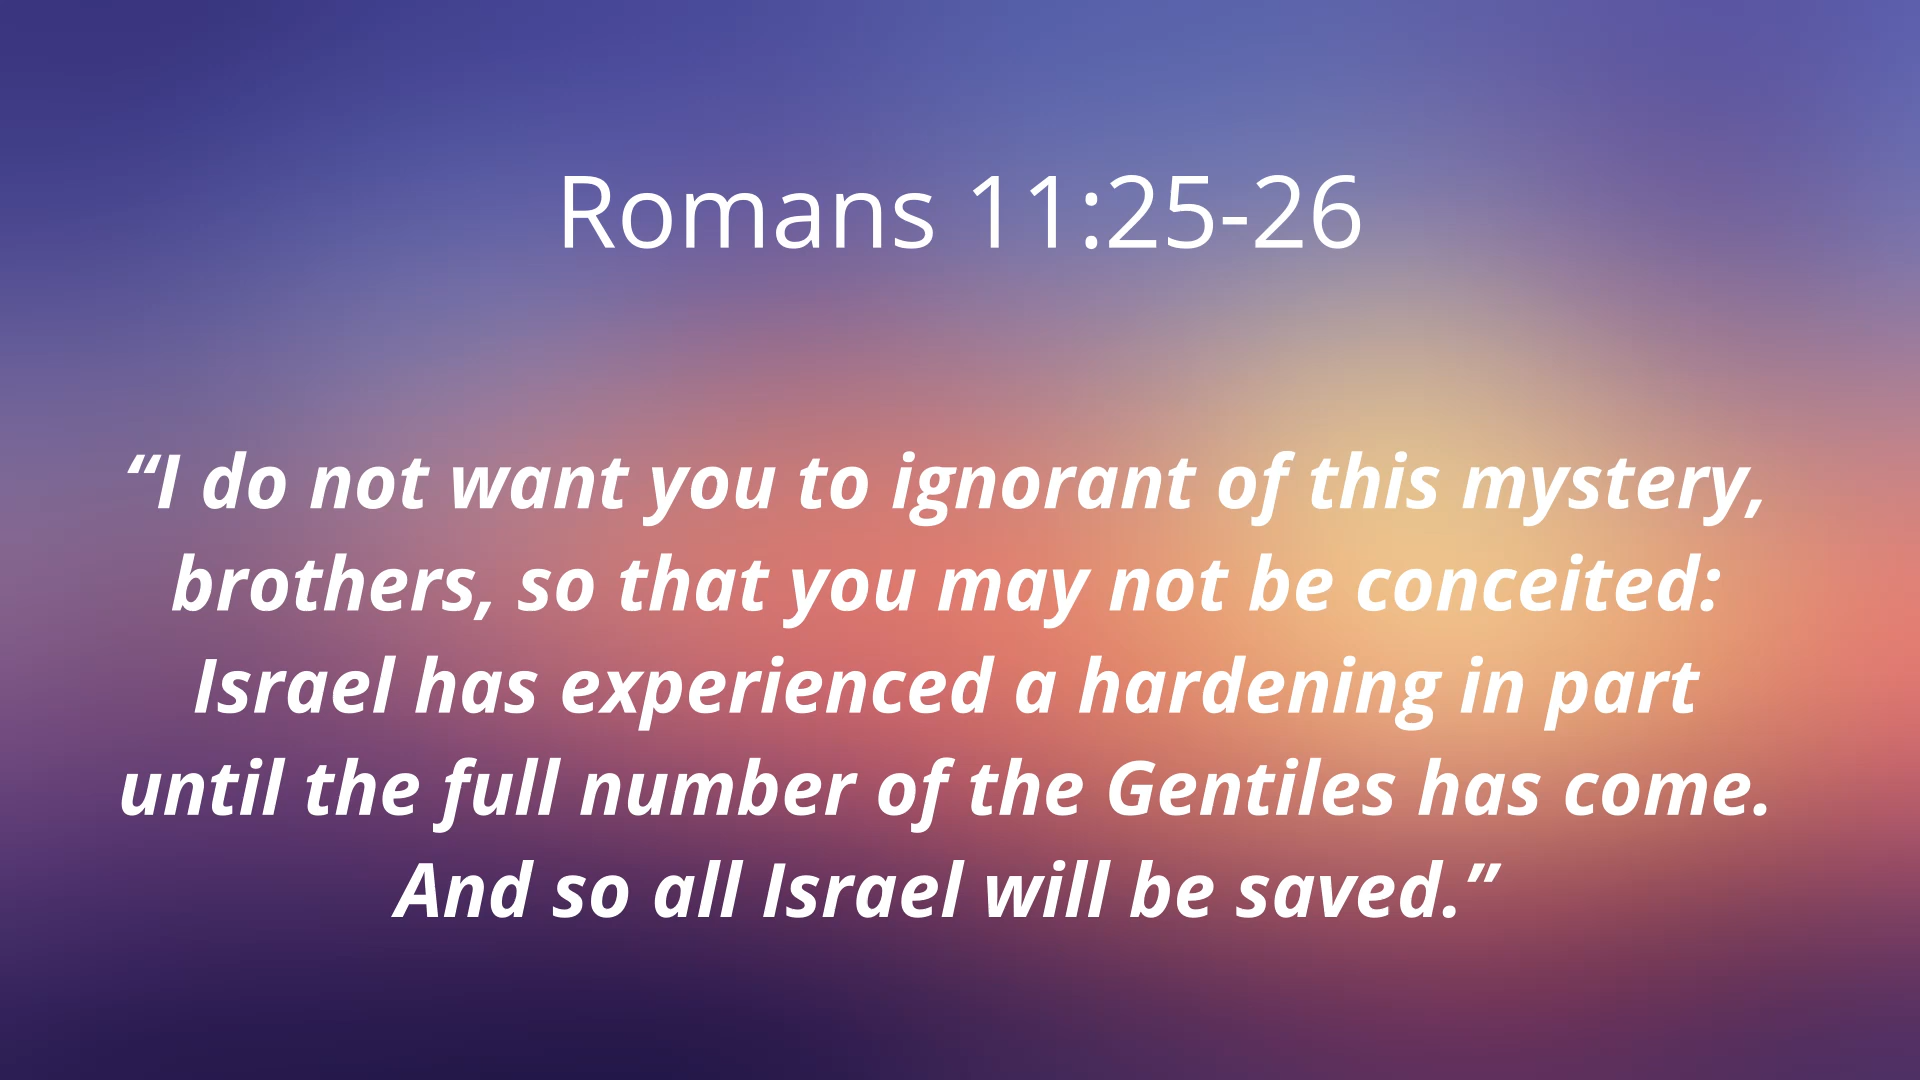 Romans 11:25-26
“I do not want you to ignorant of this mystery,
brothers, so that you may not be conceited:
Israel has experienced a hardening in part
until the full number of the Gentiles has come.
And so all Israel will be saved.”